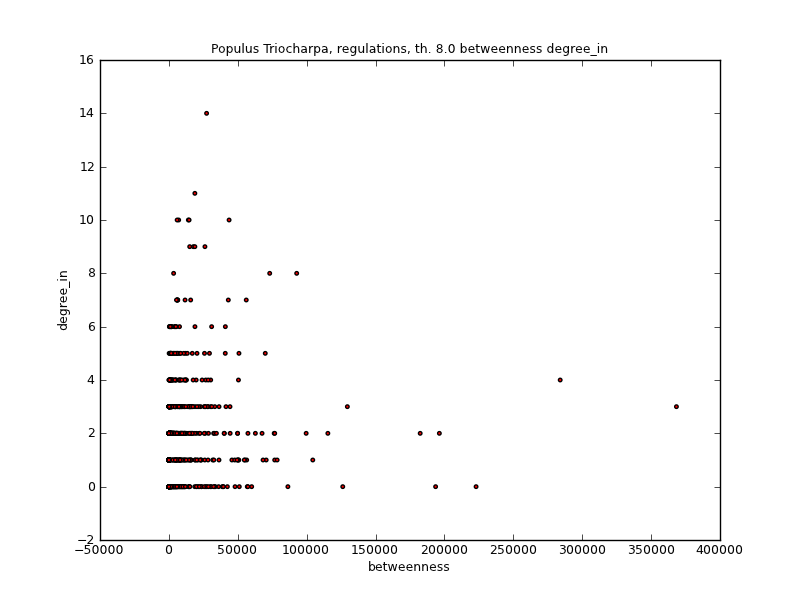 Populus Triocharpa, regulations, th. 8.0 betweenness degree_in
16
14
12
10
8
6
4
2
0
−2
degree_in
−50000 0 50000 100000 150000 200000 250000 300000 350000 400000
betweenness